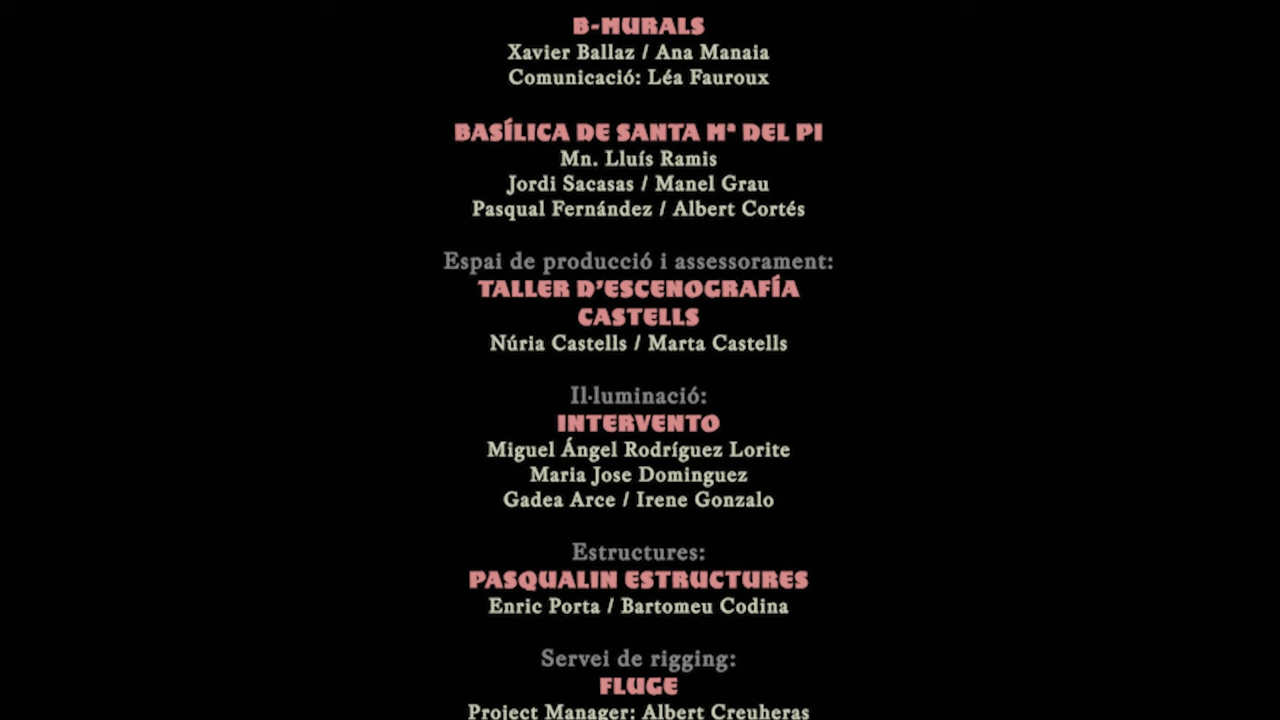 B-MURALS
Xavier Ballaz / Ana Manaia
Comunicació: Léa Fauroux
BASÍLICA DE SANTA Mª DEL PI
Mn. Lluís Ramis
Jordi Sacasas / Manel Grau
Pasqual Fernández / Albert Cortés
Espai de producció i assessorament:
TALLER D'ESCENOGRAFÍA
CASTELLS
Núria Castells / Marta Castells
Il·luminació:
INTERVENTO
Miguel Ángel Rodríguez Lorite
Maria Jose Dominguez
Gadea Arce / Irene Gonzalo
Estructures:
PASQUALIN ESTRUCTURES
Enric Porta / Bartomeu Codina
Servei de rigging:
FLUGE
Project Manager: Albert Creuheras